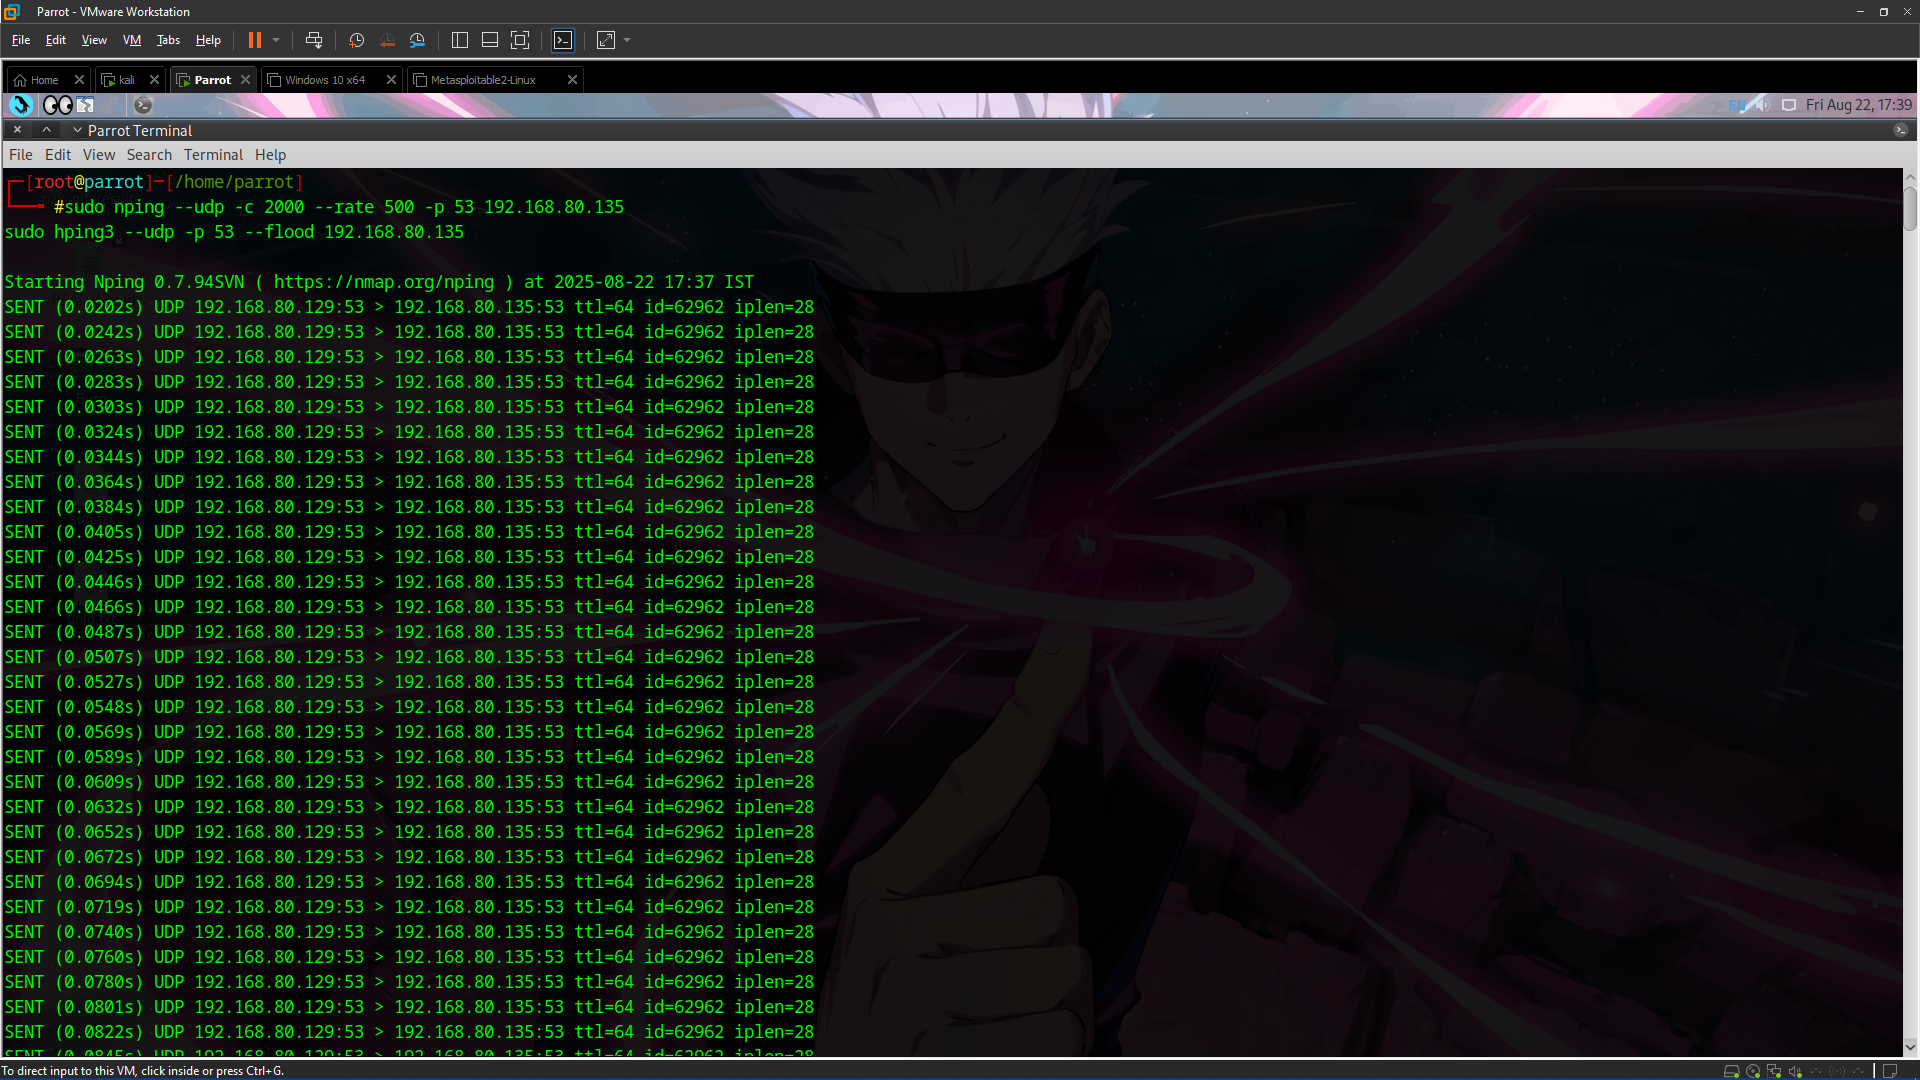 Parrot - VMware Workstation
File Edit View VM Tabs Help
Home kali Parrot Windows 10 x64 Metasploitable2-Linux
EN Fri Aug 22, 17:39
Parrot Terminal
File Edit View Search Terminal Help
[root@parrot]─[/home/parrot]
#sudo nping --udp -c 2000 --rate 500 -p 53 192.168.80.135
sudo hping3 --udp -p 53 --flood 192.168.80.135
Starting Nping 0.7.94SVN ( https://nmap.org/nping ) at 2025-08-22 17:37 IST
SENT (0.0202s) UDP 192.168.80.129:53 > 192.168.80.135:53 ttl=64 id=62962 iplen=28
SENT (0.0242s) UDP 192.168.80.129:53 > 192.168.80.135:53 ttl=64 id=62962 iplen=28
SENT (0.0263s) UDP 192.168.80.129:53 > 192.168.80.135:53 ttl=64 id=62962 iplen=28
SENT (0.0283s) UDP 192.168.80.129:53 > 192.168.80.135:53 ttl=64 id=62962 iplen=28
SENT (0.0303s) UDP 192.168.80.129:53 > 192.168.80.135:53 ttl=64 id=62962 iplen=28
SENT (0.0324s) UDP 192.168.80.129:53 > 192.168.80.135:53 ttl=64 id=62962 iplen=28
SENT (0.0344s) UDP 192.168.80.129:53 > 192.168.80.135:53 ttl=64 id=62962 iplen=28
SENT (0.0364s) UDP 192.168.80.129:53 > 192.168.80.135:53 ttl=64 id=62962 iplen=28
SENT (0.0384s) UDP 192.168.80.129:53 > 192.168.80.135:53 ttl=64 id=62962 iplen=28
SENT (0.0405s) UDP 192.168.80.129:53 > 192.168.80.135:53 ttl=64 id=62962 iplen=28
SENT (0.0425s) UDP 192.168.80.129:53 > 192.168.80.135:53 ttl=64 id=62962 iplen=28
SENT (0.0446s) UDP 192.168.80.129:53 > 192.168.80.135:53 ttl=64 id=62962 iplen=28
SENT (0.0466s) UDP 192.168.80.129:53 > 192.168.80.135:53 ttl=64 id=62962 iplen=28
SENT (0.0487s) UDP 192.168.80.129:53 > 192.168.80.135:53 ttl=64 id=62962 iplen=28
SENT (0.0507s) UDP 192.168.80.129:53 > 192.168.80.135:53 ttl=64 id=62962 iplen=28
SENT (0.0527s) UDP 192.168.80.129:53 > 192.168.80.135:53 ttl=64 id=62962 iplen=28
SENT (0.0548s) UDP 192.168.80.129:53 > 192.168.80.135:53 ttl=64 id=62962 iplen=28
SENT (0.0569s) UDP 192.168.80.129:53 > 192.168.80.135:53 ttl=64 id=62962 iplen=28
SENT (0.0589s) UDP 192.168.80.129:53 > 192.168.80.135:53 ttl=64 id=62962 iplen=28
SENT (0.0609s) UDP 192.168.80.129:53 > 192.168.80.135:53 ttl=64 id=62962 iplen=28
SENT (0.0632s) UDP 192.168.80.129:53 > 192.168.80.135:53 ttl=64 id=62962 iplen=28
SENT (0.0652s) UDP 192.168.80.129:53 > 192.168.80.135:53 ttl=64 id=62962 iplen=28
SENT (0.0672s) UDP 192.168.80.129:53 > 192.168.80.135:53 ttl=64 id=62962 iplen=28
SENT (0.0694s) UDP 192.168.80.129:53 > 192.168.80.135:53 ttl=64 id=62962 iplen=28
SENT (0.0719s) UDP 192.168.80.129:53 > 192.168.80.135:53 ttl=64 id=62962 iplen=28
SENT (0.0740s) UDP 192.168.80.129:53 > 192.168.80.135:53 ttl=64 id=62962 iplen=28
SENT (0.0760s) UDP 192.168.80.129:53 > 192.168.80.135:53 ttl=64 id=62962 iplen=28
SENT (0.0780s) UDP 192.168.80.129:53 > 192.168.80.135:53 ttl=64 id=62962 iplen=28
SENT (0.0801s) UDP 192.168.80.129:53 > 192.168.80.135:53 ttl=64 id=62962 iplen=28
SENT (0.0822s) UDP 192.168.80.129:53 > 192.168.80.135:53 ttl=64 id=62962 iplen=28
SENT (0.0845s) UDP 192.168.80.129:53 > 192.168.80.135:53 ttl=64 id=62962 iplen=28
To direct input to this VM, click inside or press Ctrl+G.